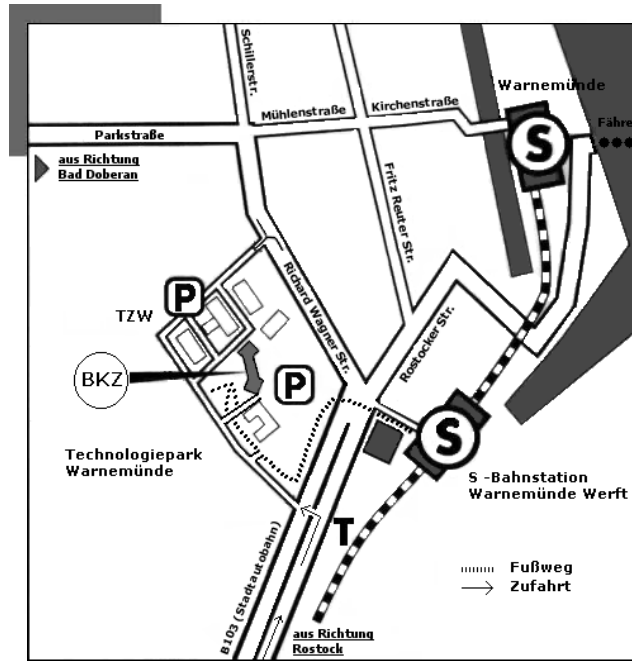 Schillerstr.
Warnemünde
Mühlenstraße
Kirchenstraße
Parkstraße
Fähre
S
aus Richtung
Bad Doberan
Fritz Reuter Str.
Richard Wagner Str.
P
TZW
Rostocker Str.
BKZ
P
S
Technologiepark
Warnemünde
S -Bahnstation
Warnemünde Werft
T
B103 (Stadtautobahn)
Fußweg
Zufahrt
aus Richtung
Rostock